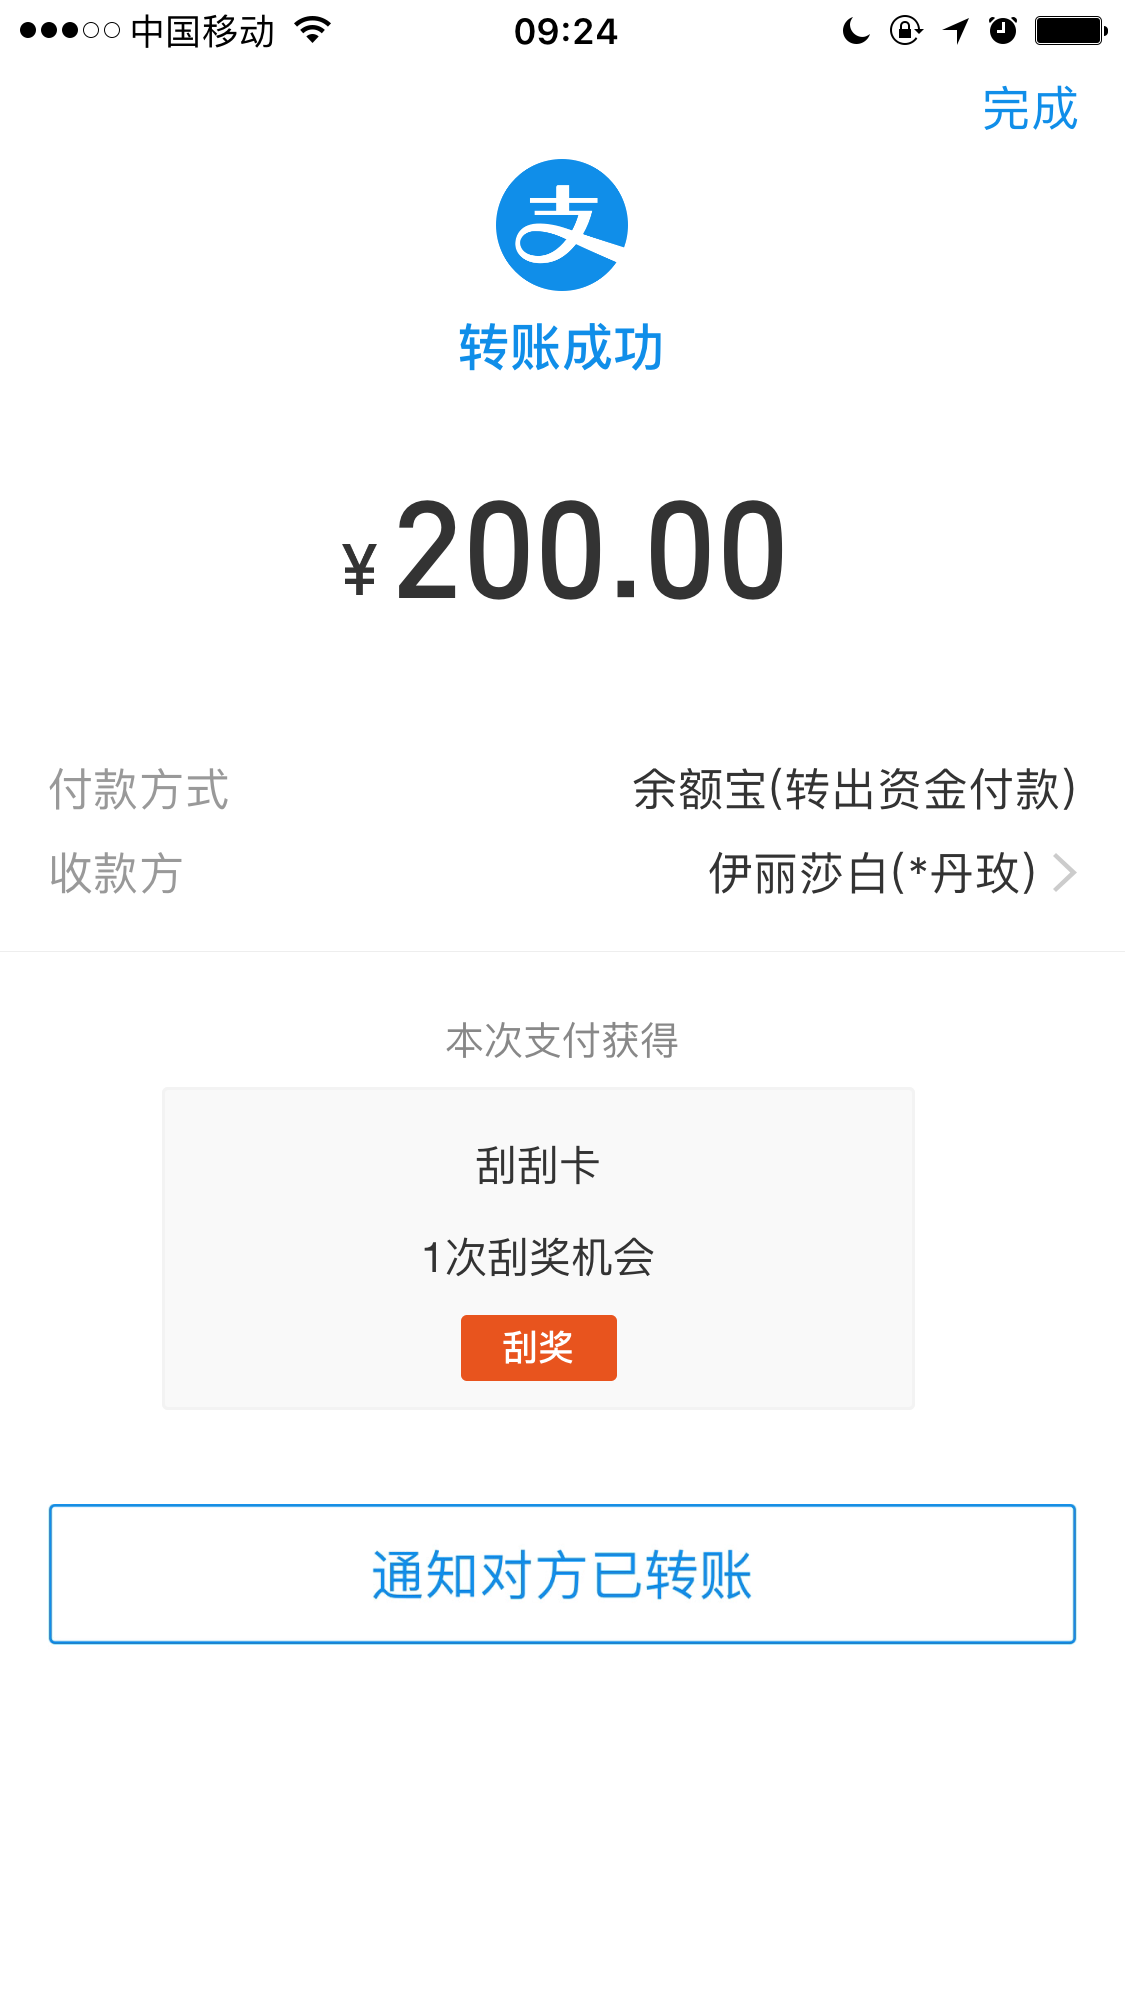 中国移动
09:24
完成
支
转账成功
¥200.00
付款方式 余额宝(转出资金付款)
收款方 伊丽莎白(*丹玫)
本次支付获得
刮刮卡
1次刮奖机会
刮奖
通知对方已转账